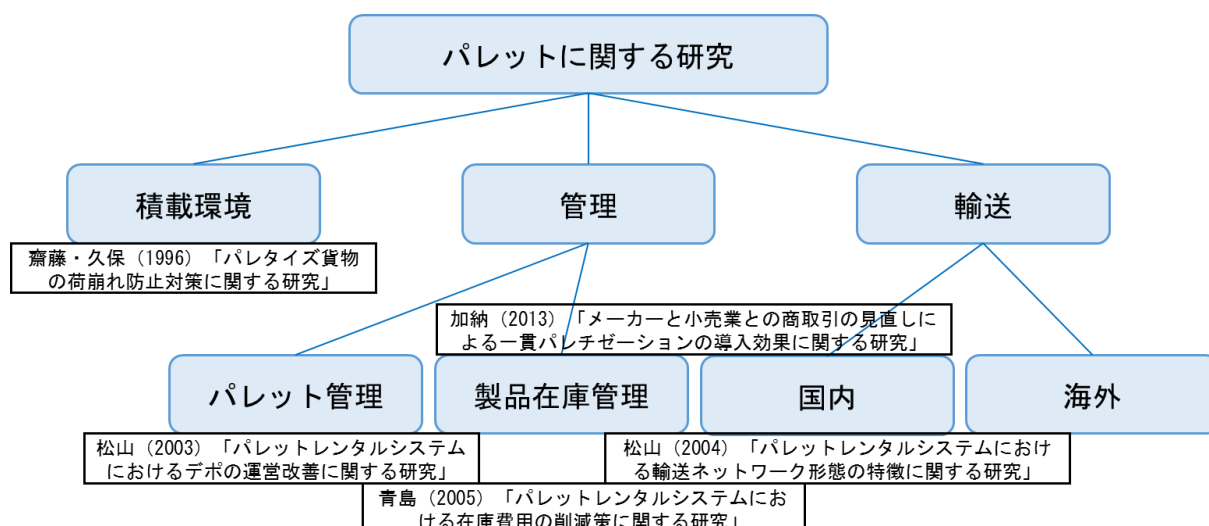 パレットに関する研究
積載環境
管理
輸送
齋藤・久保（1996）「パレタイズ貨物
の荷崩れ防止対策に関する研究」
加納（2013）「メーカーと小売業との商取引の見直しに
よる一貫パレチゼーションの導入効果に関する研究」
パレット管理
製品在庫管理
国内
海外
松山（2003）「パレットレンタルシステム
におけるデポの運営改善に関する研究」
松山（2004）「パレットレンタルシステムにおけ
る輸送ネットワーク形態の特徴に関する研究」
青島（2005）「パレットレンタルシステムにお
ける在庫費用の削減策に関する研究」